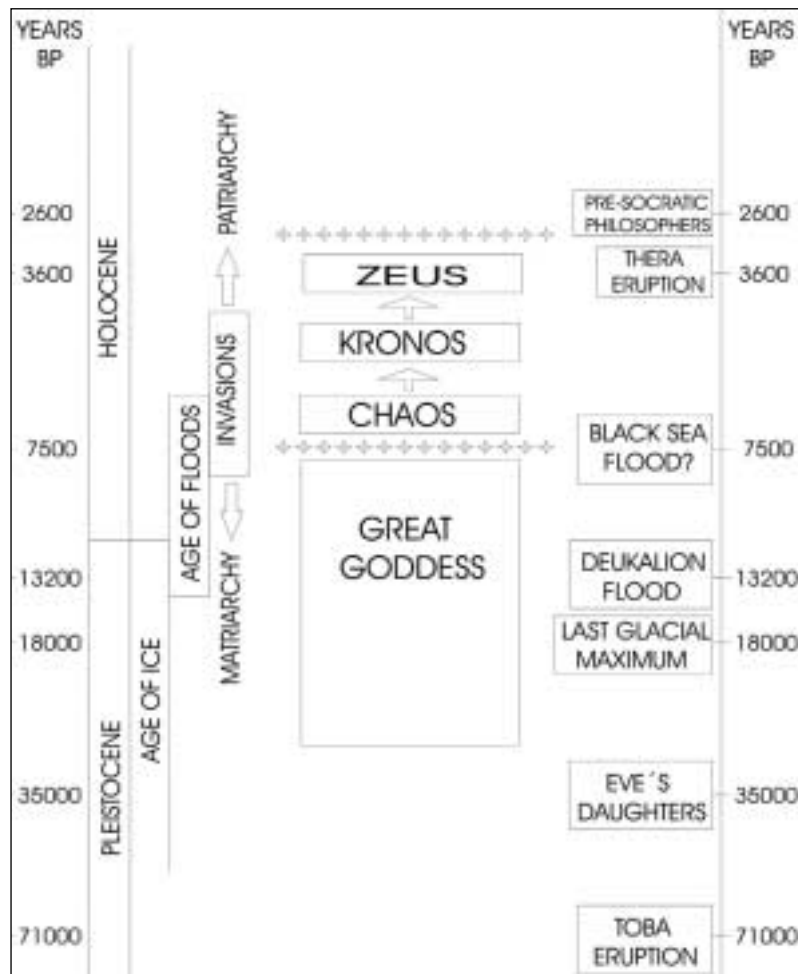 YEARS
BP
YEARS
BP
PATRIARCHY
2600
PRE-SOCRATIC
PHILOSOPHERS
2600
3600
ZEUS
THERA
ERUPTION
3600
HOLOCENE
INVASIONS
KRONOS
AGE OF FLOODS
CHAOS
7500
BLACK SEA
FLOOD?
7500
GREAT
GODDESS
MATRIARCHY
13200
DEUKALION
FLOOD
13200
18000
LAST GLACIAL
MAXIMUM
18000
PLEISTOCENE
AGE OF ICE
35000
EVE´S
DAUGHTERS
35000
71000
TOBA
ERUPTION
71000